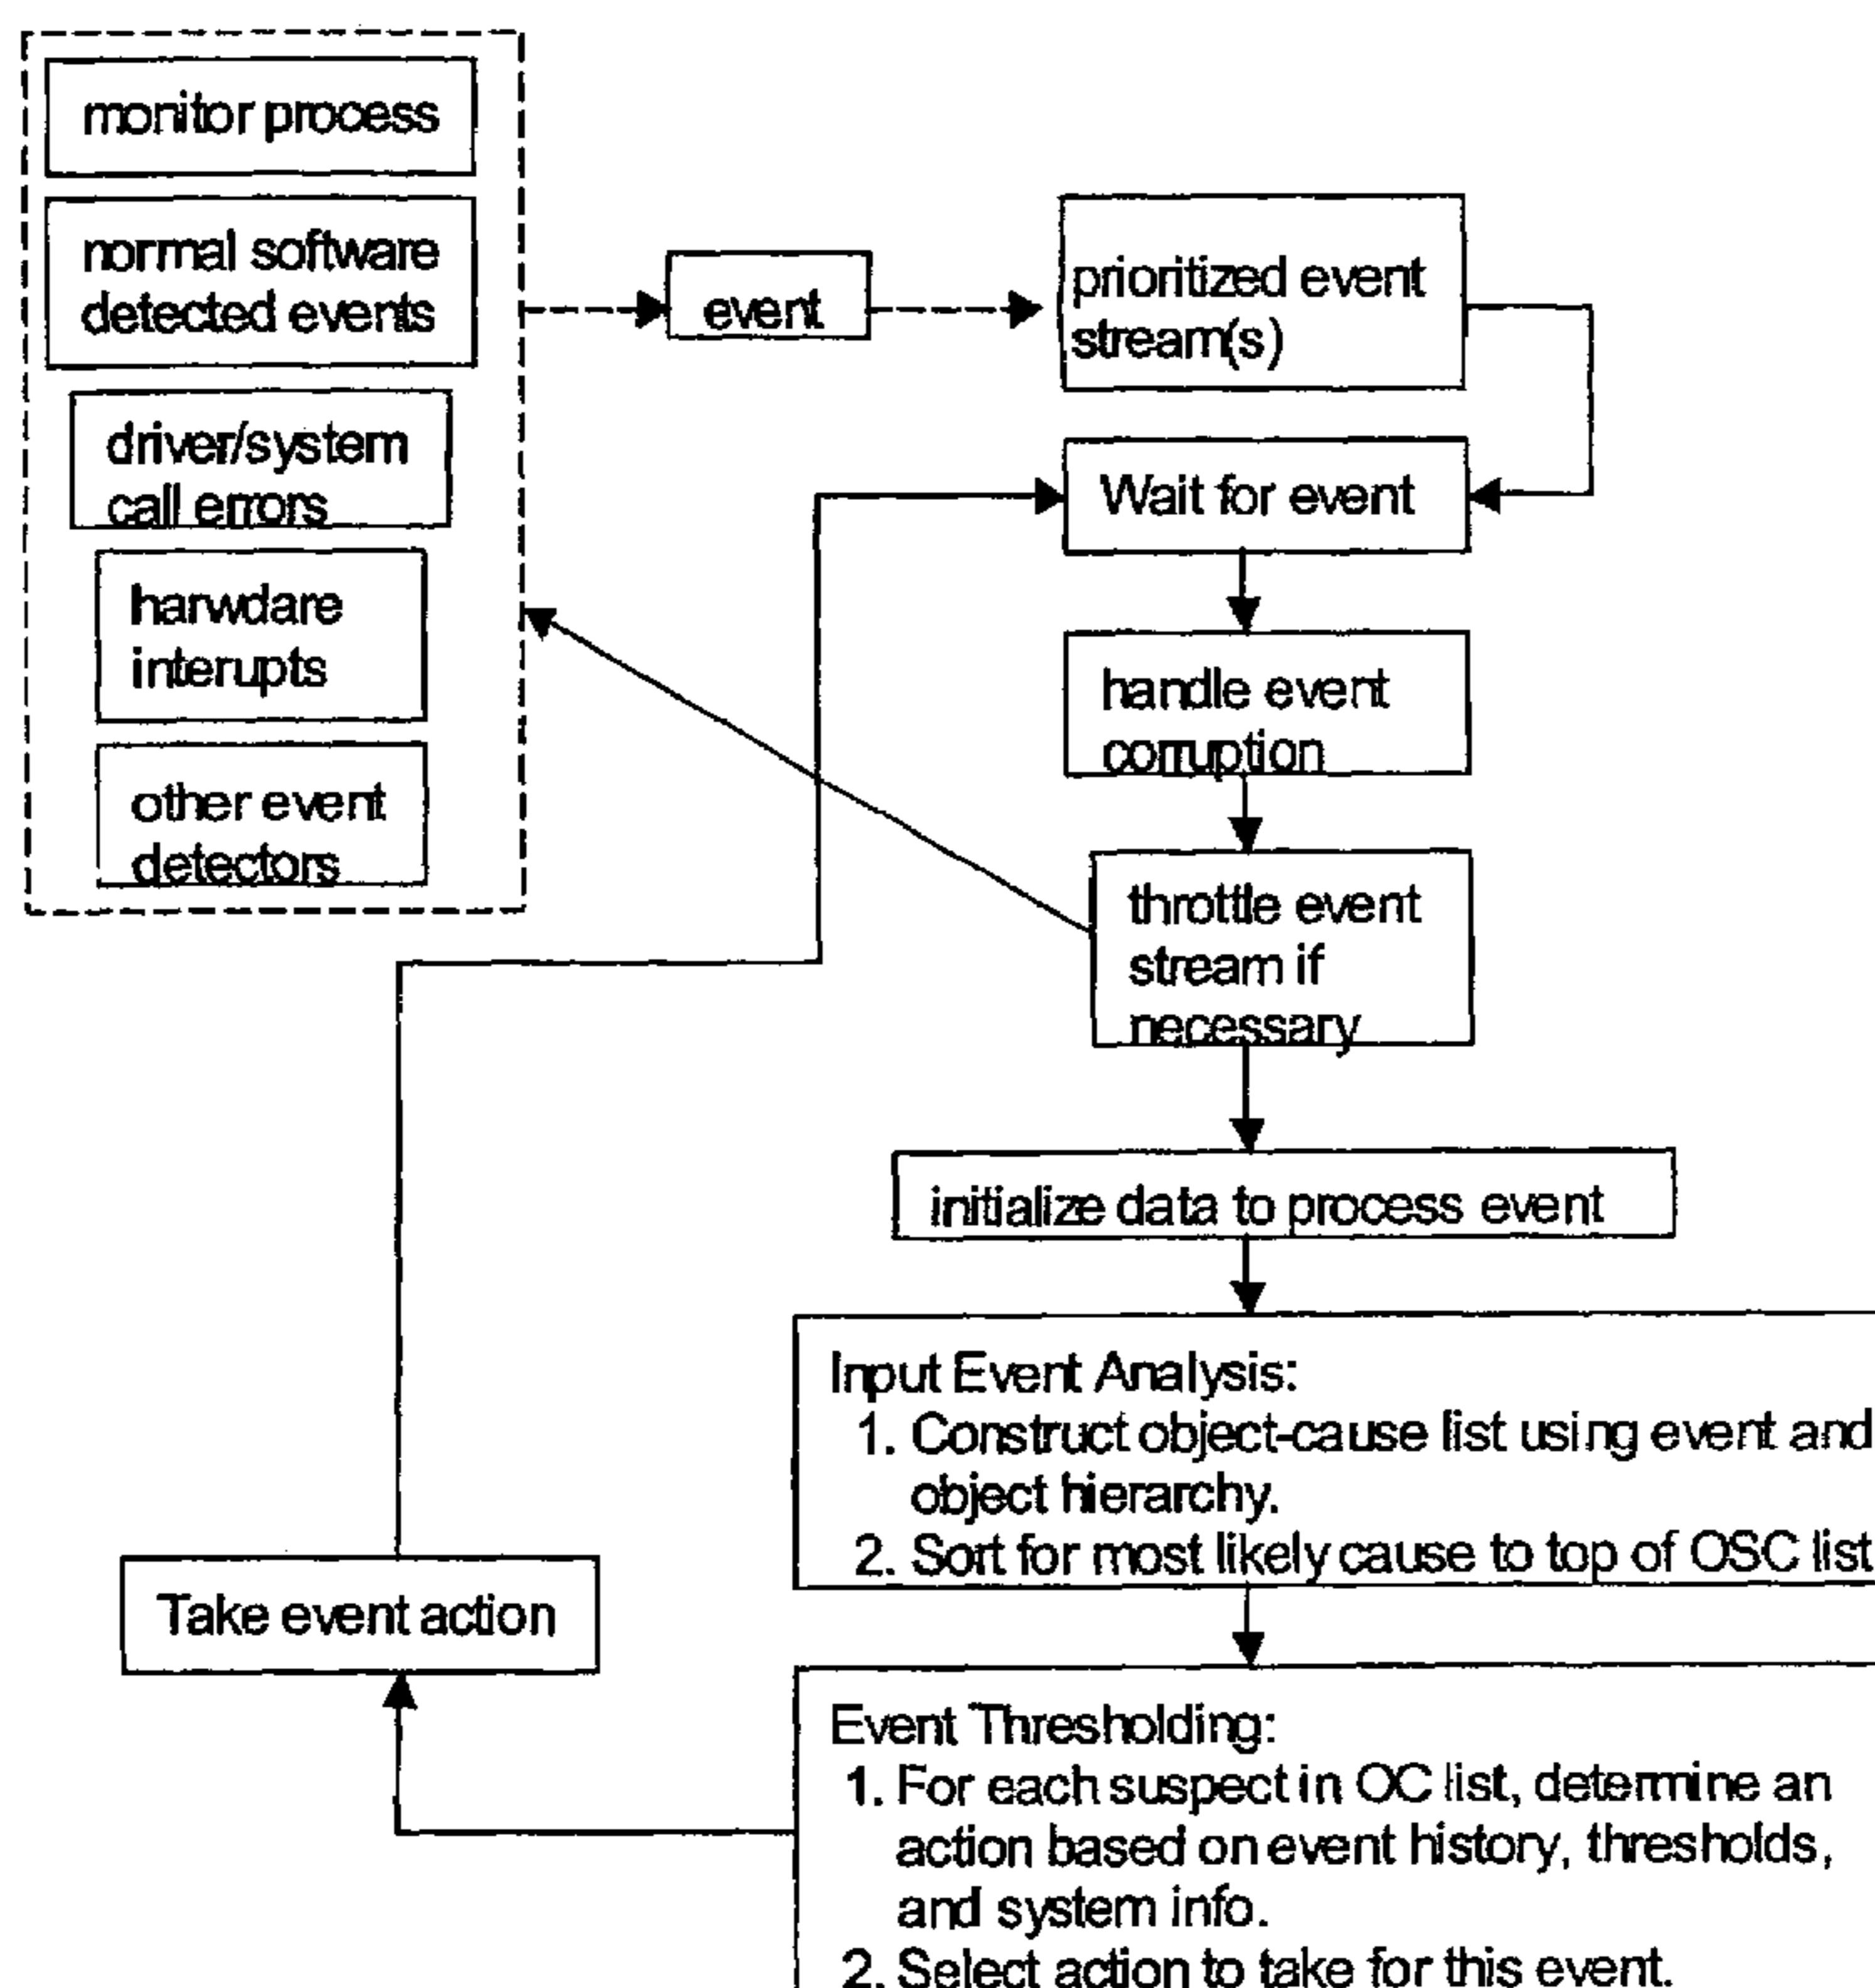 monitor process
normal software
detected events
driver/system
call errors
harwdare
interupts
other event
detectors
event
prioritized event
stream(s)
Wait for event
handle event
corruption
throttle event
stream if
necessary
initialize data to process event
Input Event Analysis:
1. Construct object-cause list using event and
object hierarchy.
2. Sort for most likely cause to top of OSC list
Event Thresholding:
1. For each suspect in OC list, determine an
action based on event history, thresholds,
and system info.
2. Select action to take for this event.
Take event action